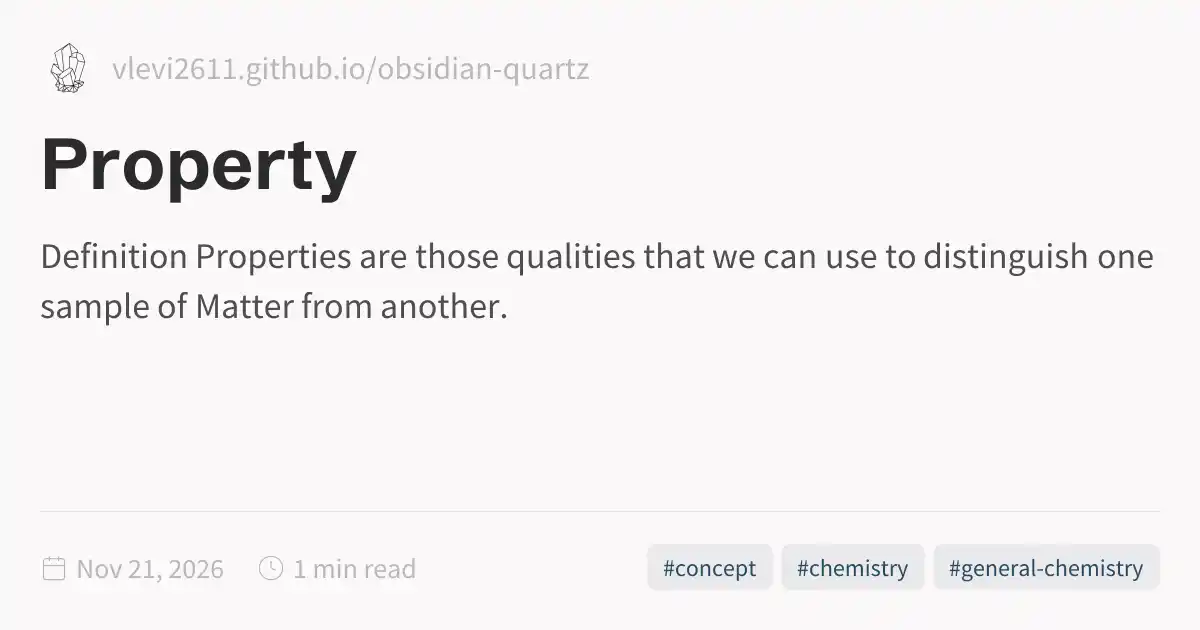 vlevi2611.github.io/obsidian-quartz
Property
Definition Properties are those qualities that we can use to distinguish one
sample of Matter from another.
Nov 21, 2026 1 min read #concept #chemistry #general-chemistry